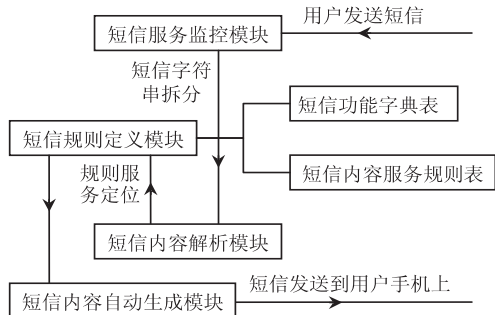 用户发送短信
短信服务监控模块
短信字符
串拆分
短信功能字典表
短信规则定义模块
规则服
务定位
短信内容服务规则表
短信内容解析模块
短信发送到用户手机上
短信内容自动生成模块